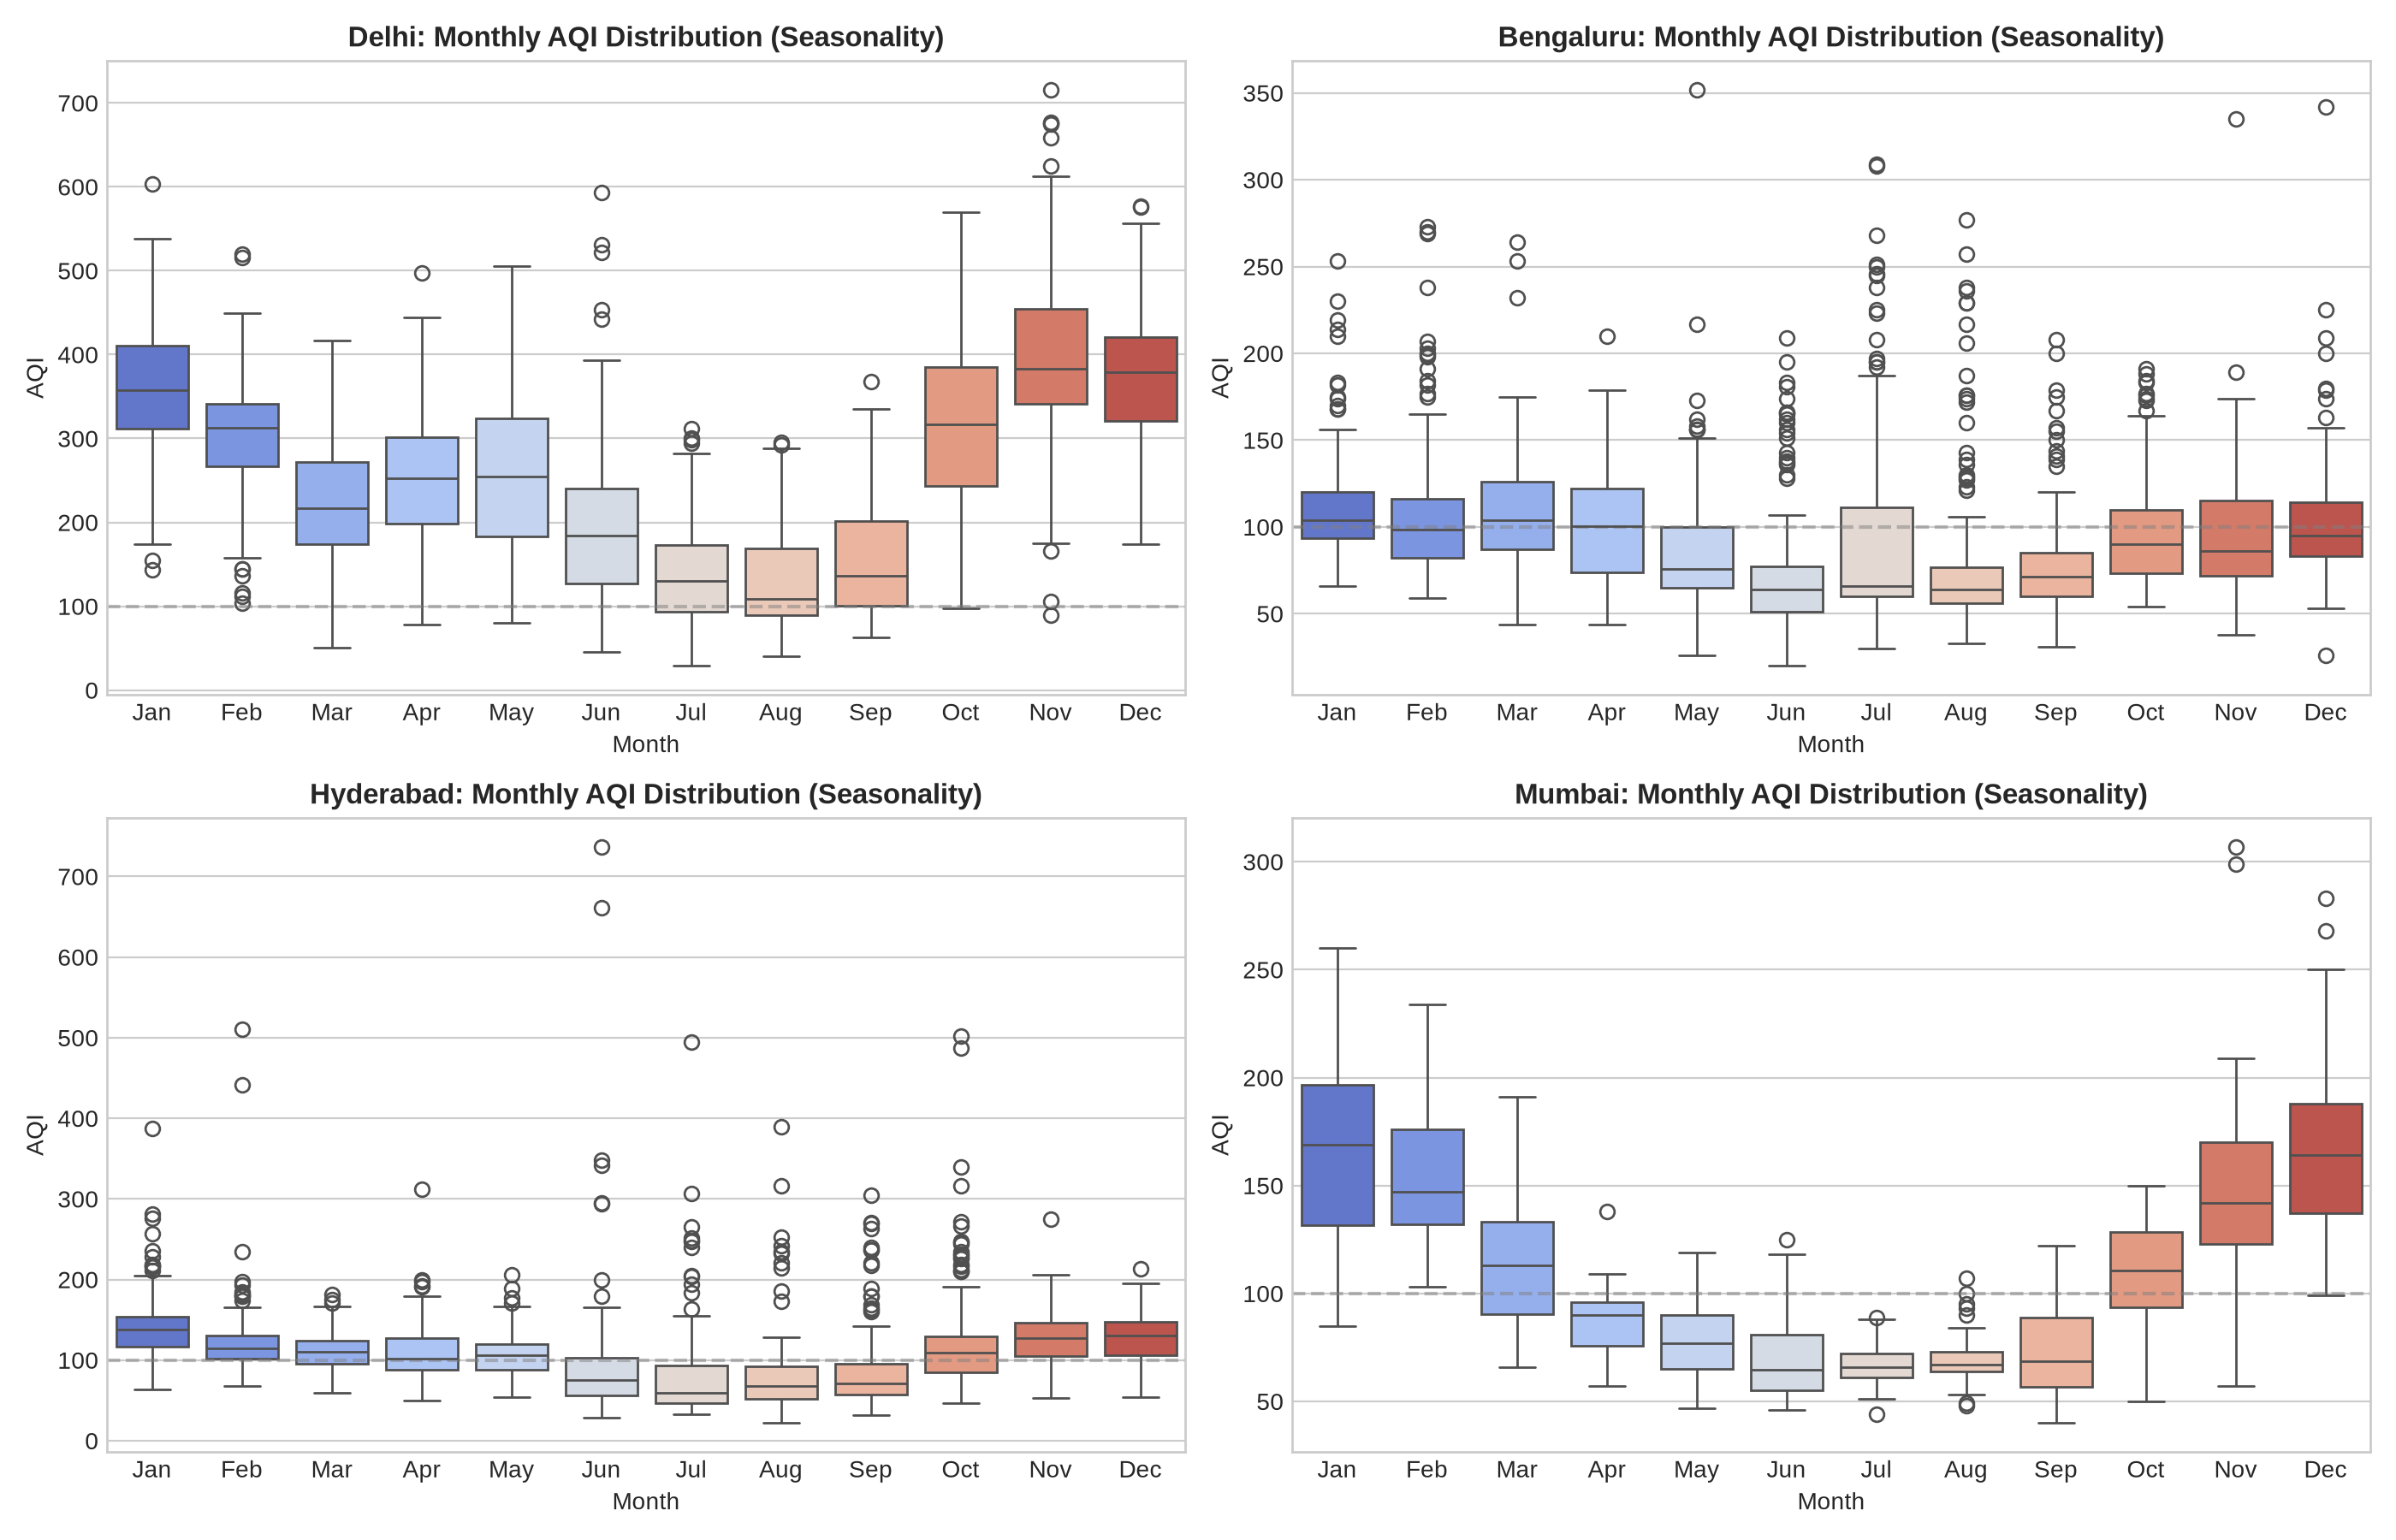 Delhi: Monthly AQI Distribution (Seasonality)
AQI
700
600
500
400
300
200
100
0
Jan Feb Mar Apr May Jun Jul Aug Sep Oct Nov Dec
Month
Bengaluru: Monthly AQI Distribution (Seasonality)
AQI
350
300
250
200
150
100
50
Jan Feb Mar Apr May Jun Jul Aug Sep Oct Nov Dec
Month
Hyderabad: Monthly AQI Distribution (Seasonality)
AQI
700
600
500
400
300
200
100
0
Jan Feb Mar Apr May Jun Jul Aug Sep Oct Nov Dec
Month
Mumbai: Monthly AQI Distribution (Seasonality)
AQI
300
250
200
150
100
50
Jan Feb Mar Apr May Jun Jul Aug Sep Oct Nov Dec
Month